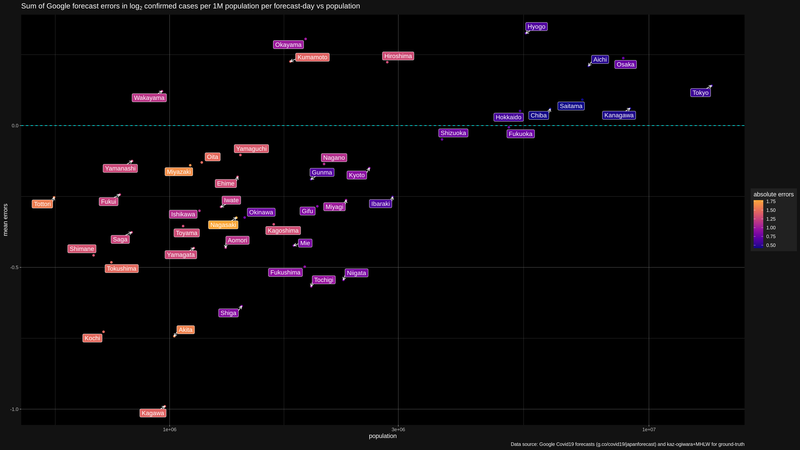 Sum of Google forecast errors in log2 confirmed cases per 1M population per forecast-day vs population
Hyogo
Okayama
Kumamoto
Hiroshima
Aichi
Osaka
Wakayama
Tokyo
Saitama
Hokkaido
Chiba
Kanagawa
0.0
Shizuoka
Fukuoka
Yamaguchi
Oita
Nagano
Yamanashi
Miyazaki
Gunma
Kyoto
Ehime
absolute errors
1.75
1.50
1.25
1.00
0.75
0.50
Tottori
Fukui
Iwate
Ibaraki
Ishikawa
Okinawa
Gifu
Miyagi
mean errors
Nagasaki
Toyama
Kagoshima
Saga
Aomori
Mie
Shimane
Yamagata
-0.5
Tokushima
Fukushima
Niigata
Tochigi
Shiga
Akita
Kochi
-1.0
Kagawa
1e+06
3e+06
1e+07
population
Data source: Google Covid19 forecasts (g.co/covid19/japanforecast) and kaz-ogiwara+MHLW for ground-truth